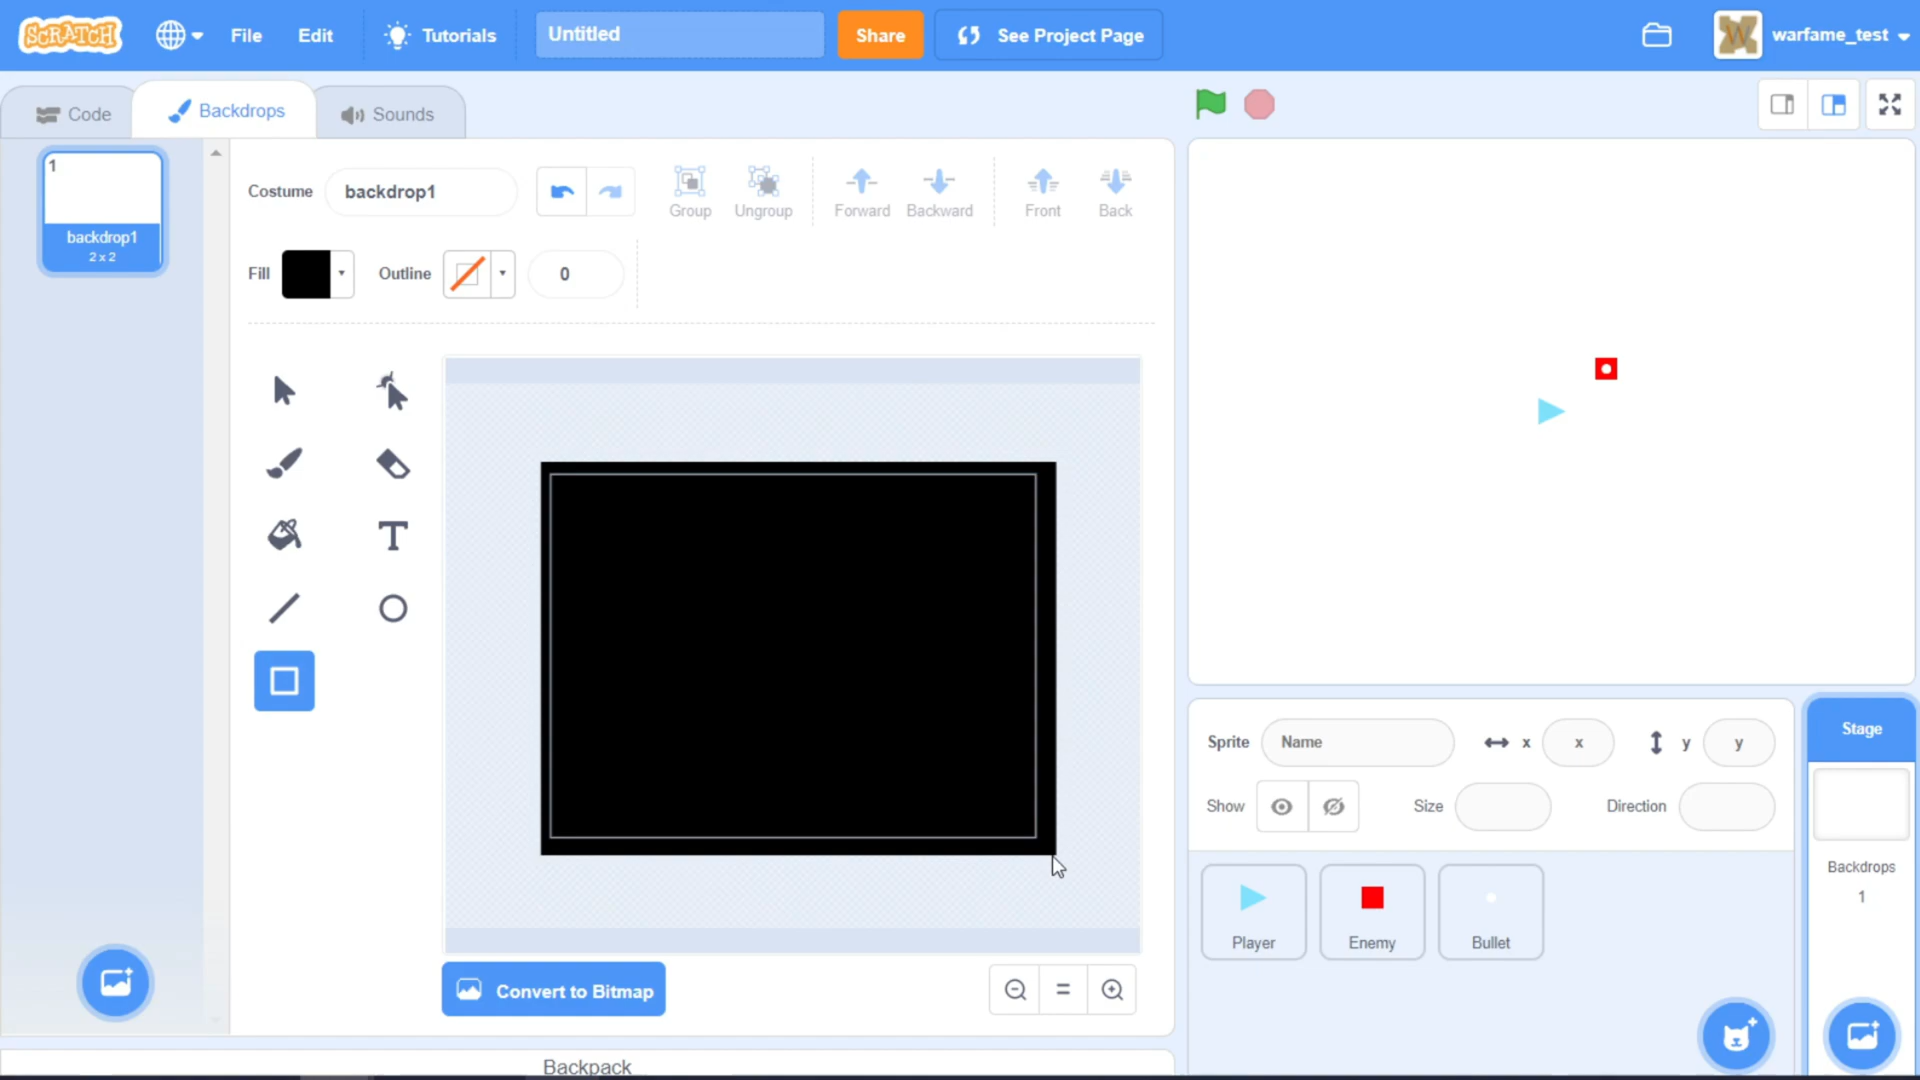 SCRATCH File Edit Tutorials Untitled Share See Project Page W warfame_test
Code Backdrops Sounds
1
backdrop1
2 x 2
Costume backdrop1 Group Ungroup Forward Backward Front Back
Fill Outline 0
T
Convert to Bitmap =
Backpack
Sprite Name x x y y
Show Size Direction
Player Enemy Bullet
Stage
Backdrops
1